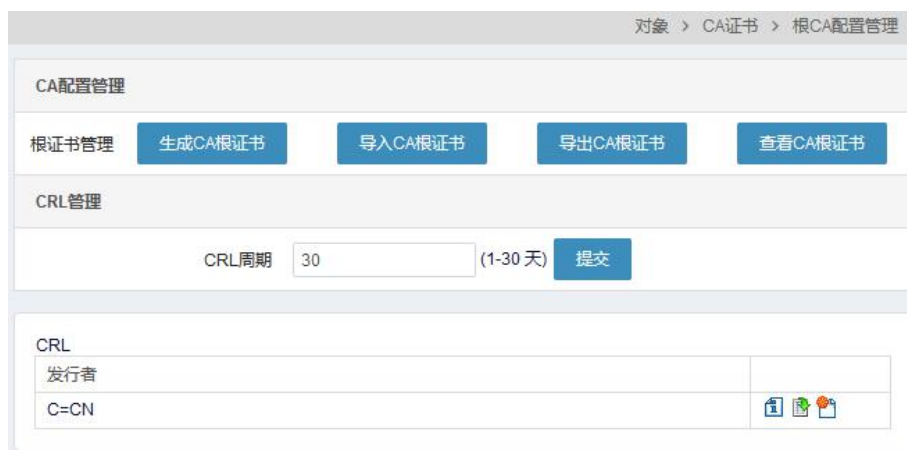 对象 > CA证书 > 根CA配置管理
CA配置管理
根证书管理 生成CA根证书 导入CA根证书 导出CA根证书 查看CA根证书
CRL管理
CRL周期 30 (1-30 天) 提交
CRL
发行者
C=CN